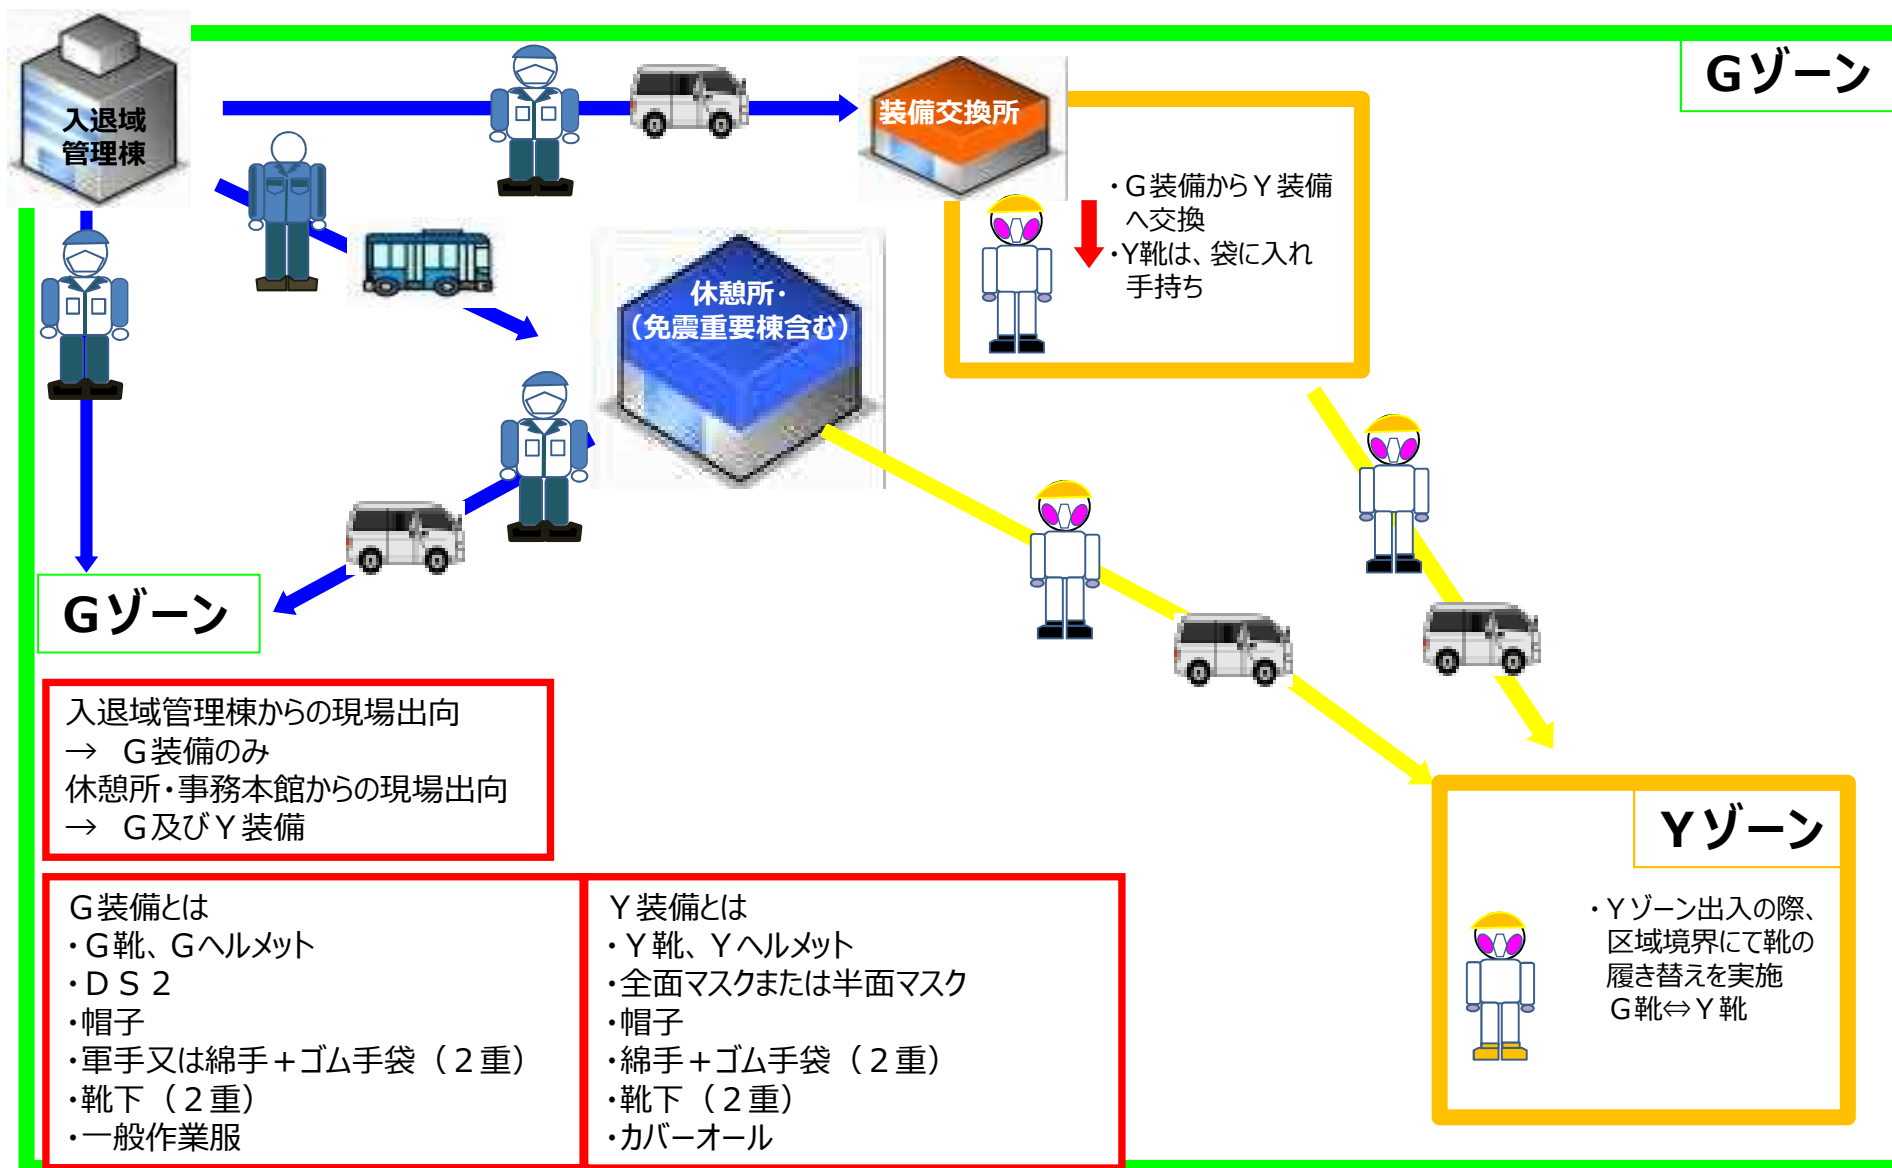 入退域
管理棟
装備交換所
Gゾーン
・G装備からY装備
へ交換
・Y靴は、袋に入れ
手持ち
休憩所・
（免震重要棟含む）
Gゾーン
入退域管理棟からの現場出向
→　G装備のみ
休憩所・事務本館からの現場出向
→　G及びY装備
G装備とは
・G靴、Gヘルメット
・DS2
・帽子
・軍手又は綿手＋ゴム手袋（2重）
・靴下（2重）
・一般作業服
Y装備とは
・Y靴、Yヘルメット
・全面マスクまたは半面マスク
・帽子
・綿手＋ゴム手袋（2重）
・靴下（2重）
・カバーオール
Yゾーン
・Yゾーン出入の際、
区域境界にて靴の
履き替えを実施
G靴⇔Y靴